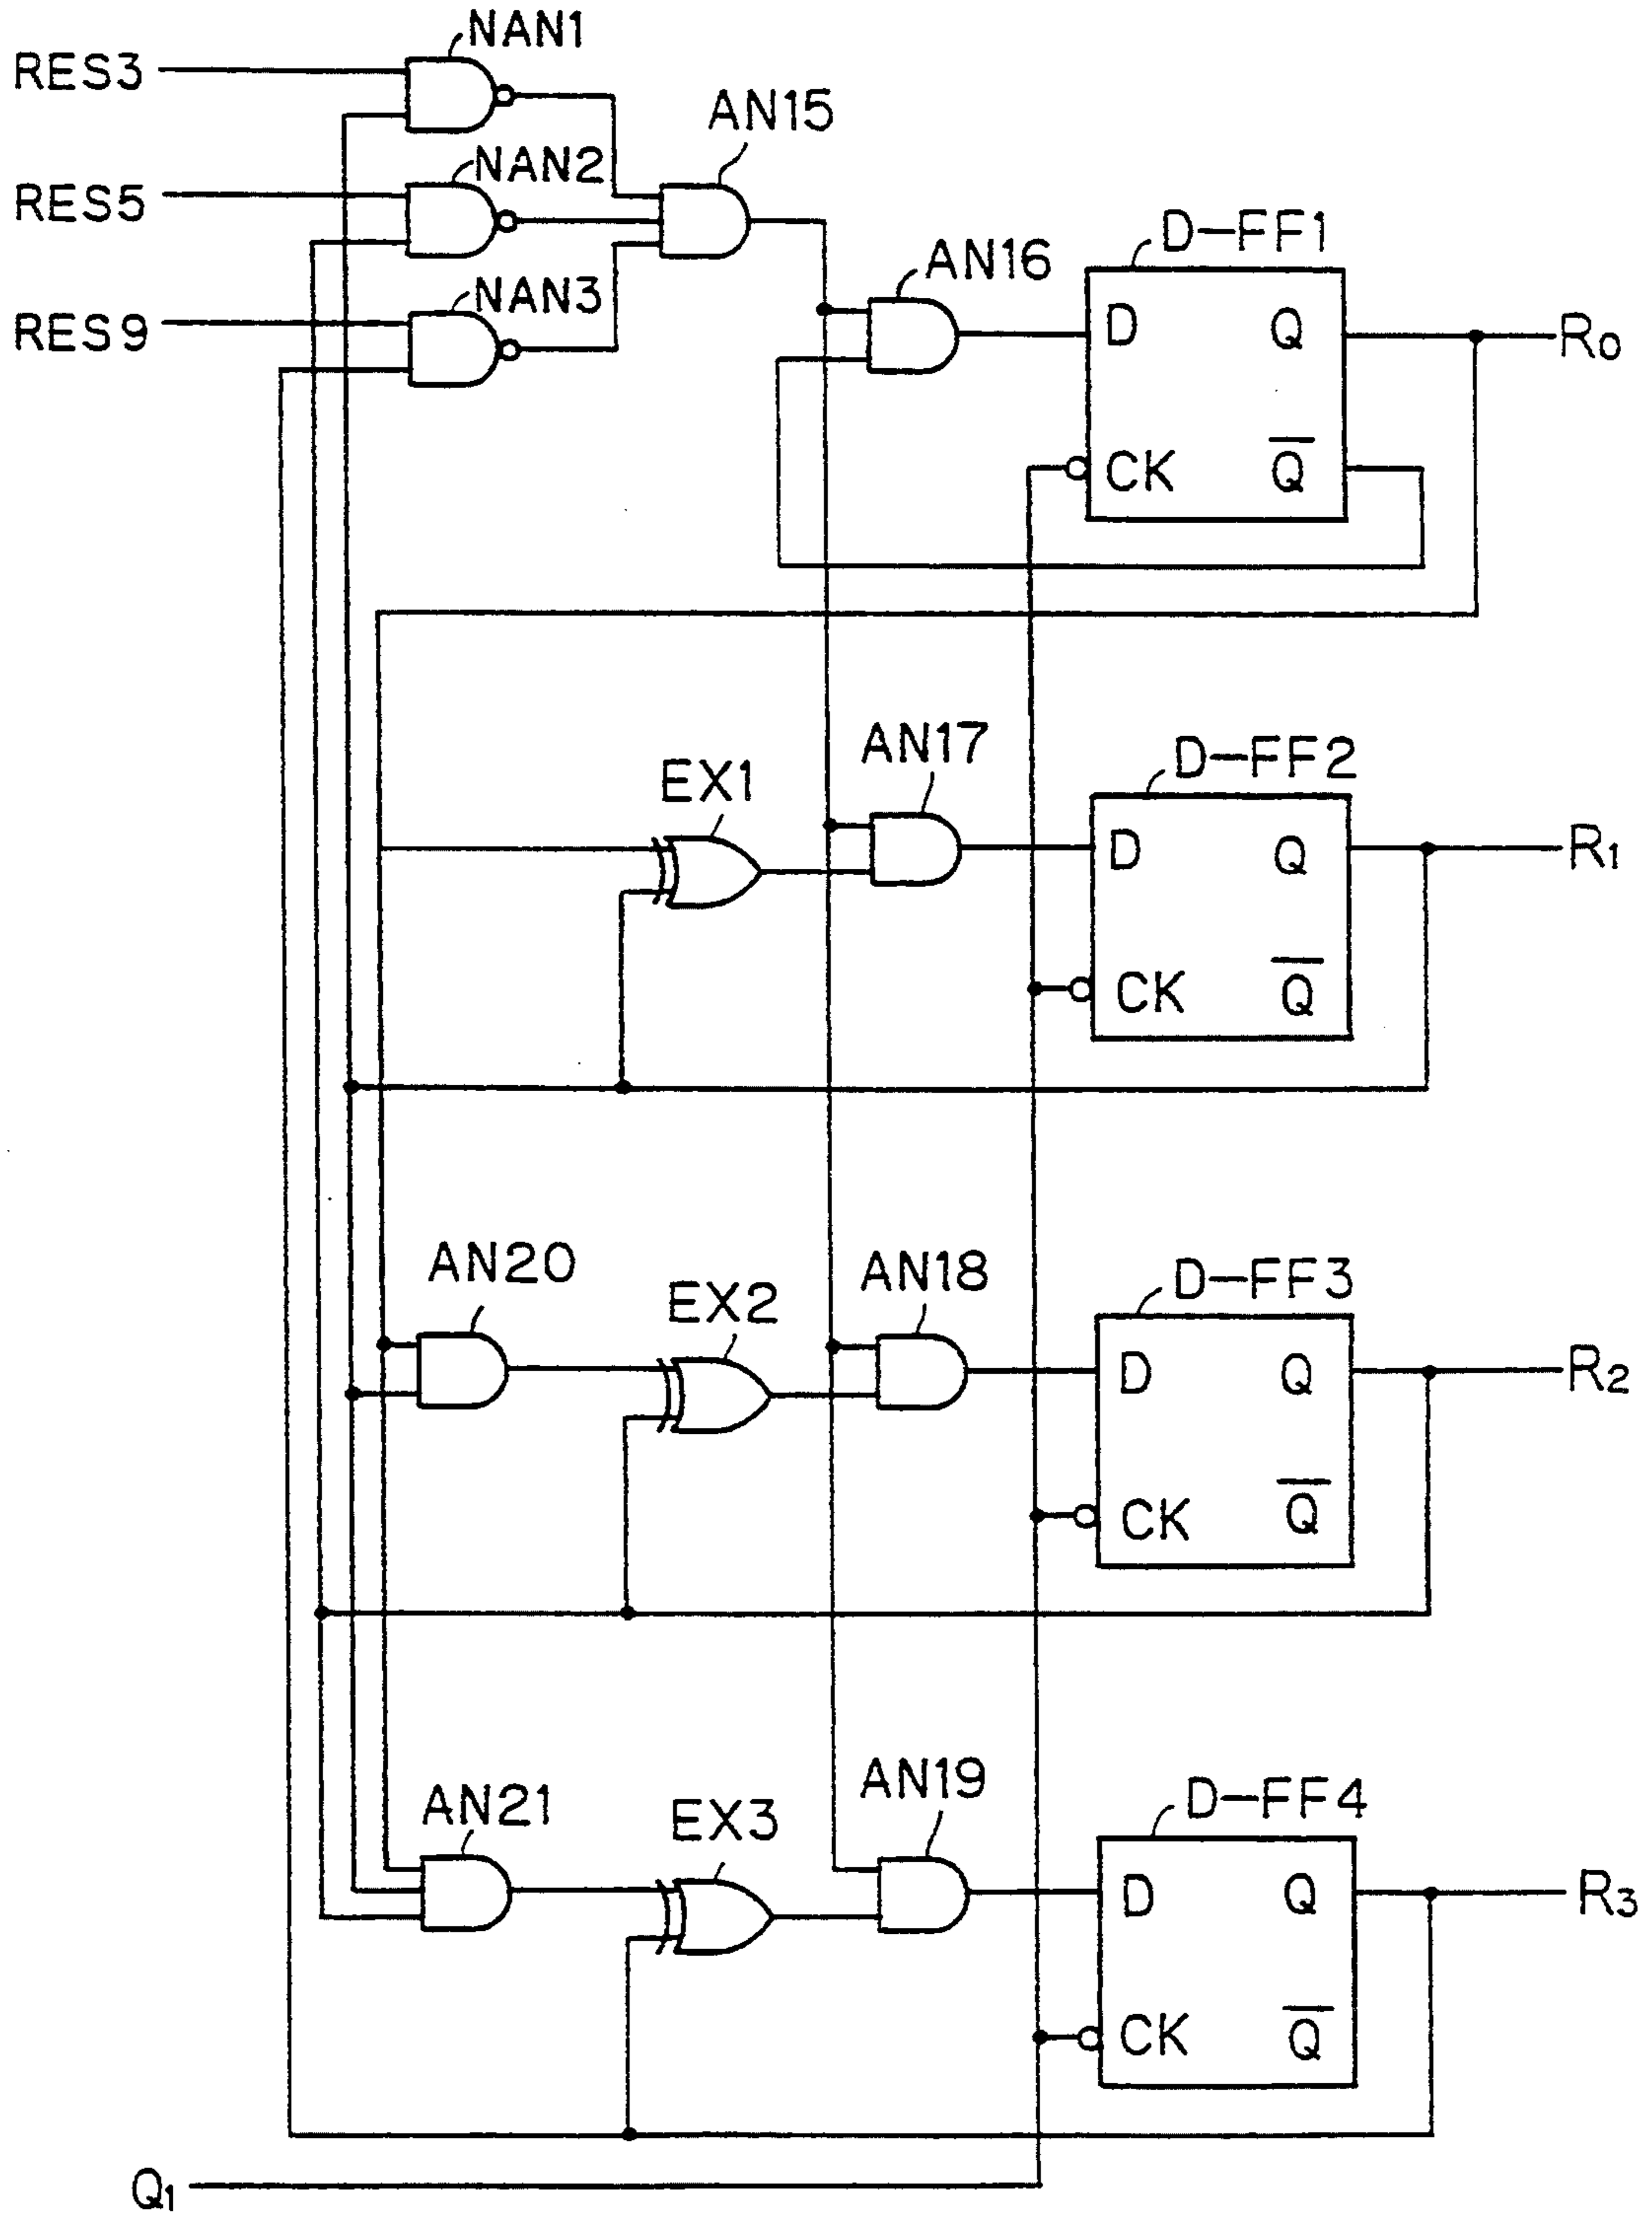 NAN1
RES3
AN15
NAN2
RES5
D-FF1
AN16
NAN3
RES9
D Q R0
CK Q̅
AN17
D-FF2
EX1
D Q R1
CK Q̅
AN20
AN18
D-FF3
EX2
D Q R2
CK Q̅
AN19
AN21
EX3
D-FF4
D Q R3
CK Q̅
Q1